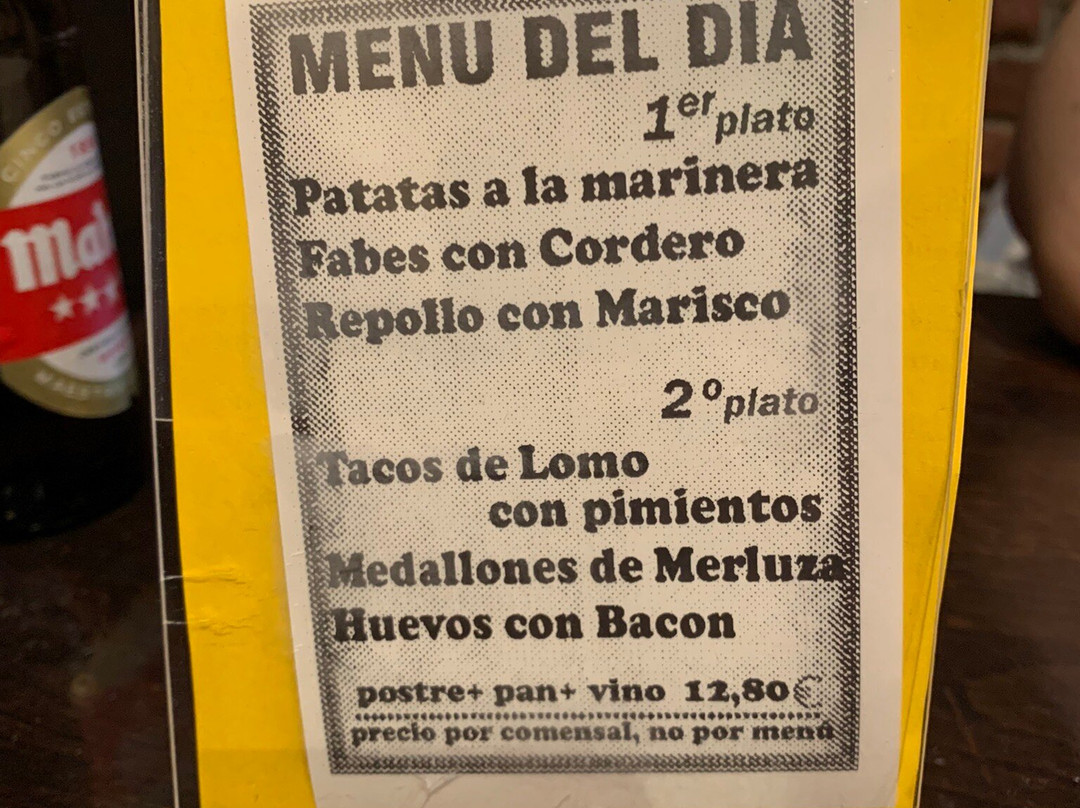 MENU DEL DIA
1er plato
Patatas a la marinera
Fabes con Cordero
Repollo con Marisco
2º plato
Tacos de Lomo
con pimientos
Medallones de Merluza
Huevos con Bacon
postre+ pan+ vino 12,80€
precio por comensal, no por menú
CINCO
Mah